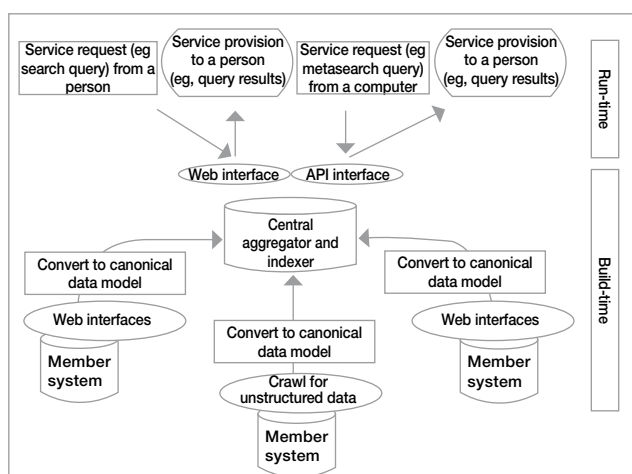 Service request (eg
search query) from a
person
Service provision
to a person
(eg, query results)
Service request (eg
metasearch query)
from a computer
Service provision
to a person
(eg, query results)
Run-time
Web interface
API interface
Central
aggregator and
indexer
Convert to canonical
data model
Web interfaces
Member
system
Convert to canonical
data model
Crawl for
unstructured data
Member
system
Convert to canonical
data model
Web interfaces
Member
system
Build-time